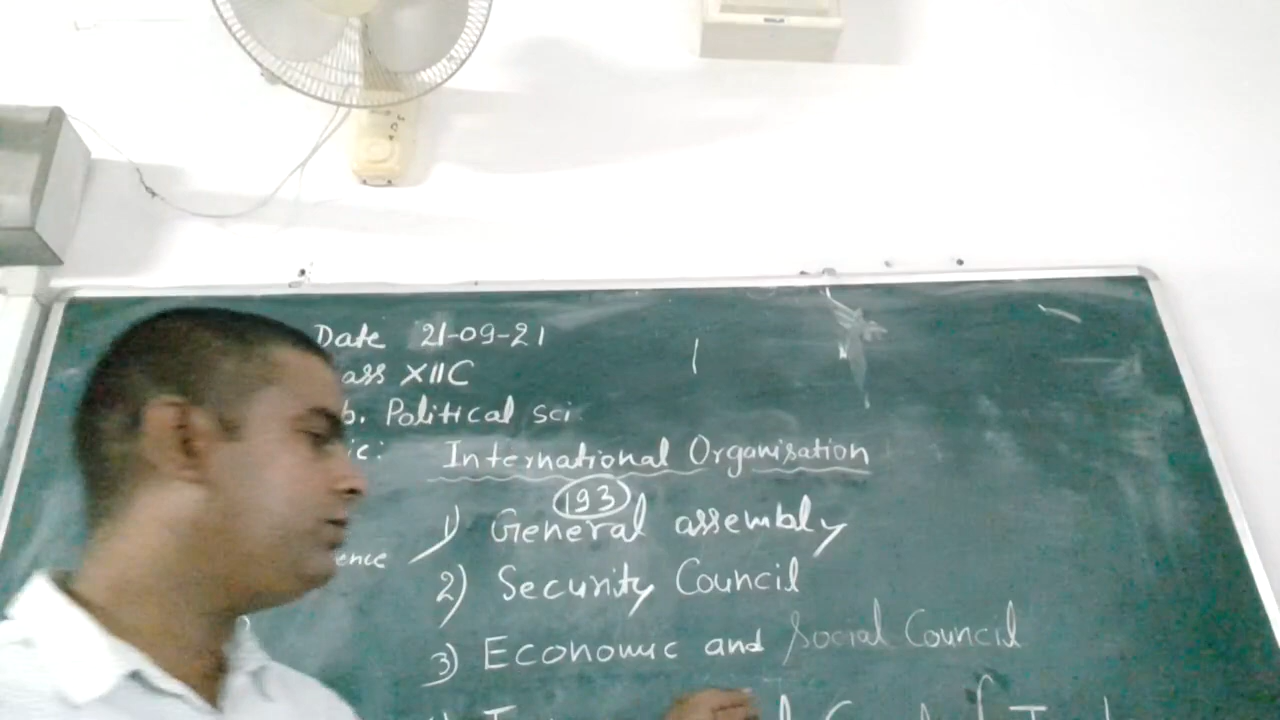 Date 21-09-21
ass XIIC
b. Political sci.
ic: International Organisation
193
1) General assembly
ence
2) Security Council
3) Economic and Social Council